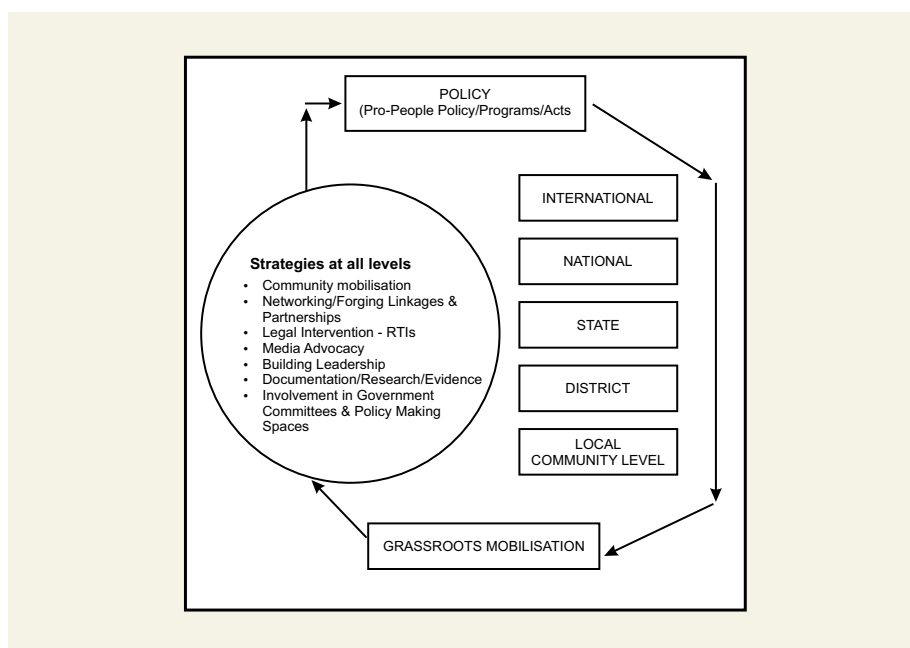 POLICY
(Pro-People Policy/Programs/Acts
INTERNATIONAL
NATIONAL
STATE
DISTRICT
LOCAL
COMMUNITY LEVEL
Strategies at all levels
• Community mobilisation
• Networking/Forging Linkages &
Partnerships
• Legal Intervention - RTIs
• Media Advocacy
• Building Leadership
• Documentation/Research/Evidence
• Involvement in Government
Committees & Policy Making
Spaces
GRASSROOTS MOBILISATION